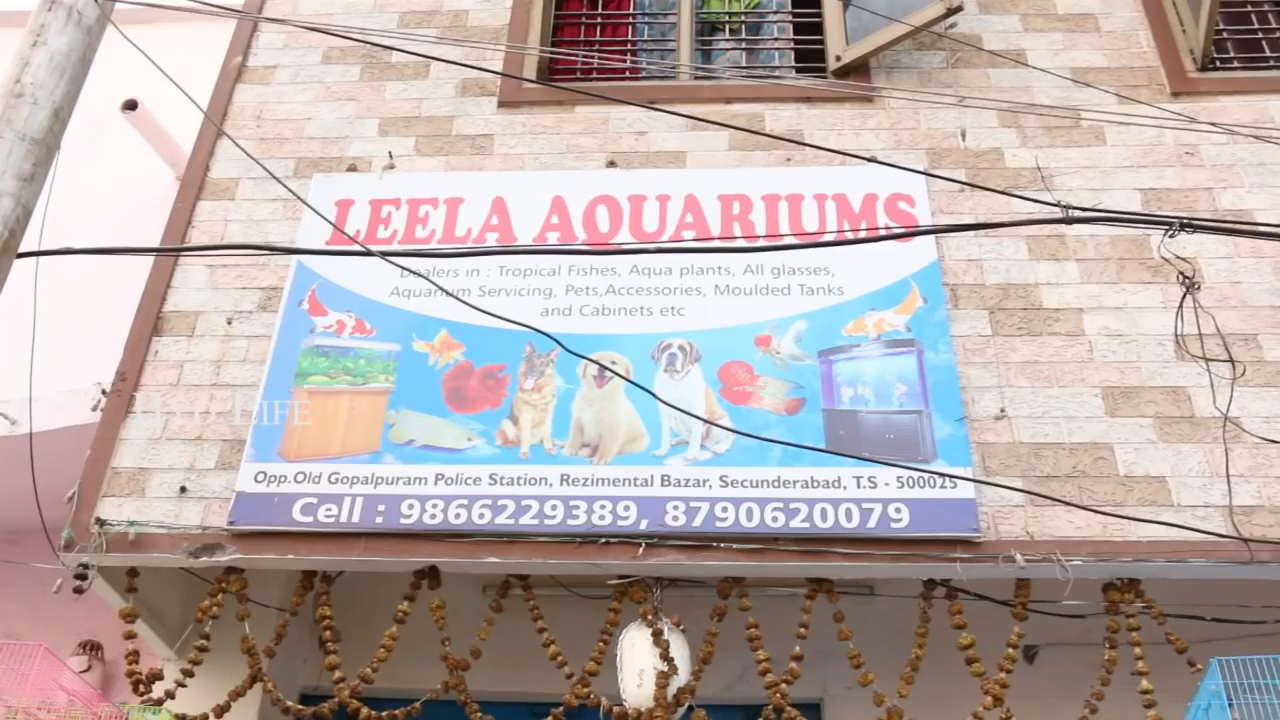 LEELA AQUARIUMS
Dealers in : Tropical Fishes, Aqua plants, All glasses,
Aquarium Servicing, Pets,Accessories, Moulded Tanks
and Cabinets etc
Opp.Old Gopalpuram Police Station, Rezimental Bazar, Secunderabad, T.S - 500025
Cell : 9866229389, 8790620079